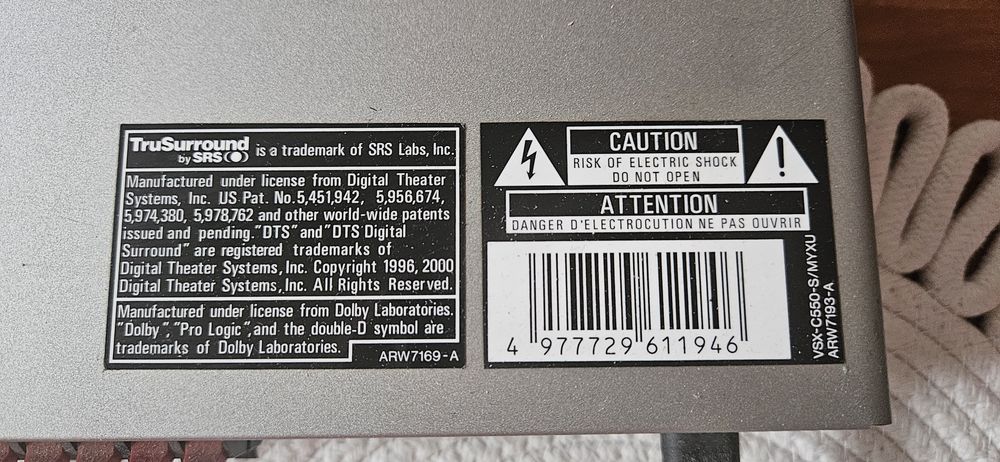 TruSurround
by SRS is a trademark of SRS Labs, Inc.
Manufactured under license from Digital Theater
Systems, Inc. US Pat. No. 5,451,942, 5,956,674,
5,974,380, 5,978,762 and other world-wide patents
issued and pending. "DTS" and "DTS Digital
Surround" are registered trademarks of
Digital Theater Systems, Inc. Copyright 1996, 2000
Digital Theater Systems, Inc. All Rights Reserved.
Manufactured under license from Dolby Laboratories.
"Dolby", "Pro Logic", and the double-D symbol are
trademarks of Dolby Laboratories.
ARW7169-A
CAUTION
RISK OF ELECTRIC SHOCK
DO NOT OPEN
ATTENTION
DANGER D'ELECTROCUTION NE PAS OUVRIR
4 977729 611946
VSX-C550-S/MYXU
ARW7193-A